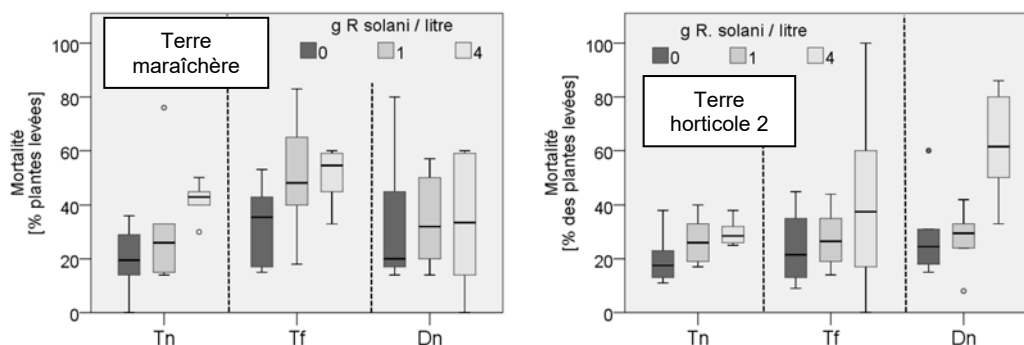 g R solani / litre
0 1 4
Terre
maraîchère
Mortalité
[% plantes levées]
100
80
60
40
20
0
Tn Tf Dn
g R. solani / litre
0 1 4
Terre
horticole 2
Mortalité
[% des plantes levées]
100
80
60
40
20
0
Tn Tf Dn